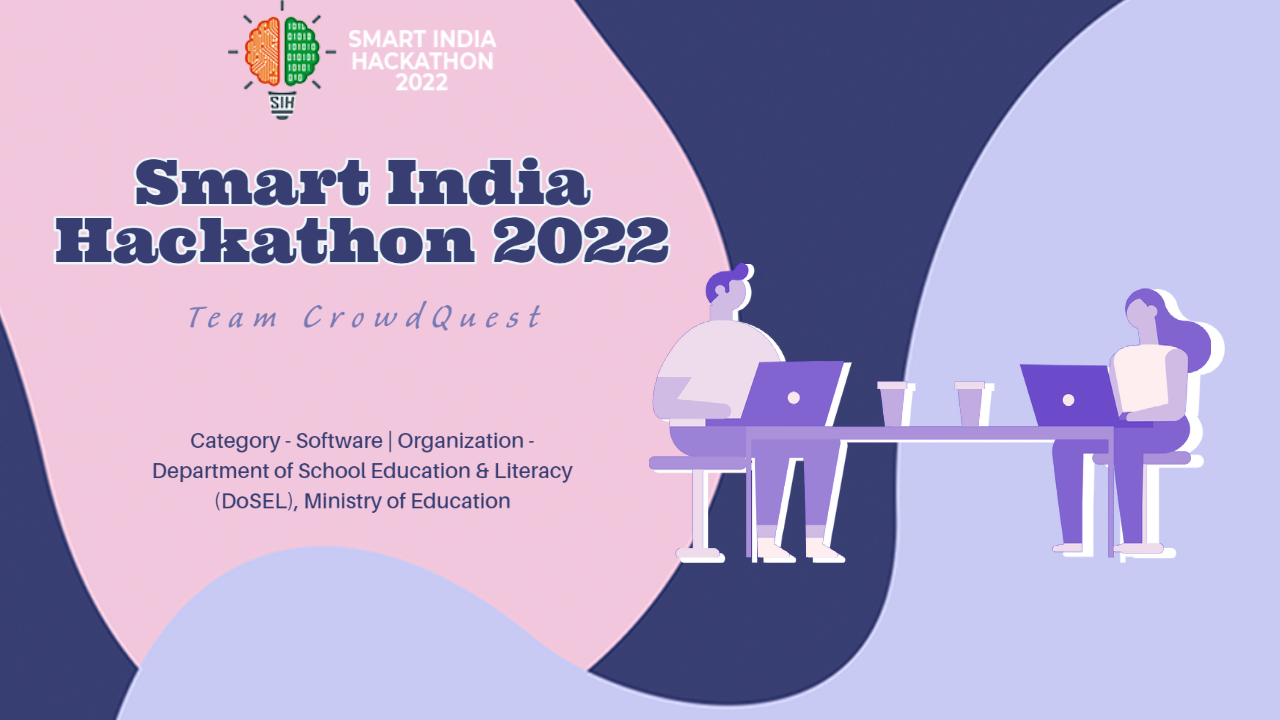 SMART INDIA
HACKATHON
2022
SIH
Smart India
Hackathon 2022
Team CrowdQuest
Category - Software | Organization -
Department of School Education & Literacy
(DoSEL), Ministry of Education